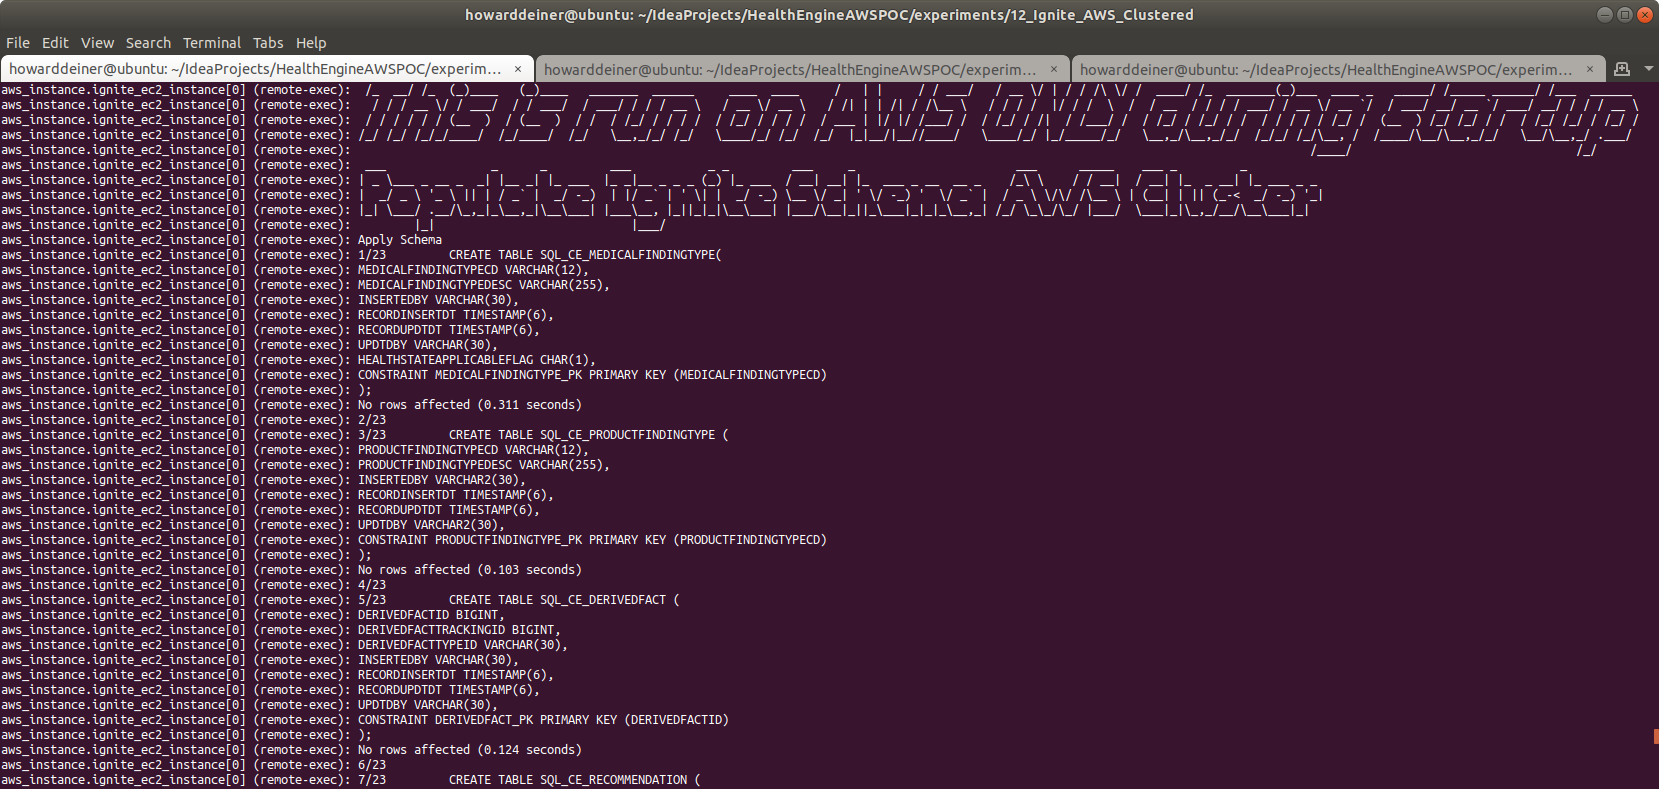 howarddeiner@ubuntu: ~/IdeaProjects/HealthEngineAWSPOC/experiments/12_Ignite_AWS_Clustered
File Edit View Search Terminal Tabs Help
howarddeiner@ubuntu: ~/IdeaProjects/HealthEngineAWSPOC/experim... × howarddeiner@ubuntu: ~/IdeaProjects/HealthEngineAWSPOC/experim... × howarddeiner@ubuntu: ~/IdeaProjects/HealthEngineAWSPOC/experim... ×
aws_instance.ignite_ec2_instance[0] (remote-exec): This is run on AWS during startup
aws_instance.ignite_ec2_instance[0] (remote-exec):
aws_instance.ignite_ec2_instance[0] (remote-exec):
aws_instance.ignite_ec2_instance[0] (remote-exec):
aws_instance.ignite_ec2_instance[0] (remote-exec):
aws_instance.ignite_ec2_instance[0] (remote-exec):
aws_instance.ignite_ec2_instance[0] (remote-exec): Populate Ignite Schema AWS Cluster
aws_instance.ignite_ec2_instance[0] (remote-exec):
aws_instance.ignite_ec2_instance[0] (remote-exec):
aws_instance.ignite_ec2_instance[0] (remote-exec):
aws_instance.ignite_ec2_instance[0] (remote-exec): Apply Schema
aws_instance.ignite_ec2_instance[0] (remote-exec): 1/23 CREATE TABLE SQL_CE_MEDICALFINDINGTYPE(
aws_instance.ignite_ec2_instance[0] (remote-exec): MEDICALFINDINGTYPECD VARCHAR(12),
aws_instance.ignite_ec2_instance[0] (remote-exec): MEDICALFINDINGTYPEDESC VARCHAR(255),
aws_instance.ignite_ec2_instance[0] (remote-exec): INSERTEDBY VARCHAR(30),
aws_instance.ignite_ec2_instance[0] (remote-exec): RECORDINSERTDT TIMESTAMP(6),
aws_instance.ignite_ec2_instance[0] (remote-exec): RECORDUPDTDT TIMESTAMP(6),
aws_instance.ignite_ec2_instance[0] (remote-exec): UPDTDBY VARCHAR(30),
aws_instance.ignite_ec2_instance[0] (remote-exec): HEALTHSTATEAPPLICABLEFLAG CHAR(1),
aws_instance.ignite_ec2_instance[0] (remote-exec): CONSTRAINT MEDICALFINDINGTYPE_PK PRIMARY KEY (MEDICALFINDINGTYPECD)
aws_instance.ignite_ec2_instance[0] (remote-exec): );
aws_instance.ignite_ec2_instance[0] (remote-exec): No rows affected (0.311 seconds)
aws_instance.ignite_ec2_instance[0] (remote-exec): 2/23
aws_instance.ignite_ec2_instance[0] (remote-exec): 3/23 CREATE TABLE SQL_CE_PRODUCTFINDINGTYPE (
aws_instance.ignite_ec2_instance[0] (remote-exec): PRODUCTFINDINGTYPECD VARCHAR(12),
aws_instance.ignite_ec2_instance[0] (remote-exec): PRODUCTFINDINGTYPEDESC VARCHAR(255),
aws_instance.ignite_ec2_instance[0] (remote-exec): INSERTEDBY VARCHAR2(30),
aws_instance.ignite_ec2_instance[0] (remote-exec): RECORDINSERTDT TIMESTAMP(6),
aws_instance.ignite_ec2_instance[0] (remote-exec): RECORDUPDTDT TIMESTAMP(6),
aws_instance.ignite_ec2_instance[0] (remote-exec): UPDTDBY VARCHAR2(30),
aws_instance.ignite_ec2_instance[0] (remote-exec): CONSTRAINT PRODUCTFINDINGTYPE_PK PRIMARY KEY (PRODUCTFINDINGTYPECD)
aws_instance.ignite_ec2_instance[0] (remote-exec): );
aws_instance.ignite_ec2_instance[0] (remote-exec): No rows affected (0.103 seconds)
aws_instance.ignite_ec2_instance[0] (remote-exec): 4/23
aws_instance.ignite_ec2_instance[0] (remote-exec): 5/23 CREATE TABLE SQL_CE_DERIVEDFACT (
aws_instance.ignite_ec2_instance[0] (remote-exec): DERIVEDFACTID BIGINT,
aws_instance.ignite_ec2_instance[0] (remote-exec): DERIVEDFACTTRACKINGID BIGINT,
aws_instance.ignite_ec2_instance[0] (remote-exec): DERIVEDFACTTYPEID VARCHAR(30),
aws_instance.ignite_ec2_instance[0] (remote-exec): INSERTEDBY VARCHAR(30),
aws_instance.ignite_ec2_instance[0] (remote-exec): RECORDINSERTDT TIMESTAMP(6),
aws_instance.ignite_ec2_instance[0] (remote-exec): RECORDUPDTDT TIMESTAMP(6),
aws_instance.ignite_ec2_instance[0] (remote-exec): UPDTDBY VARCHAR(30),
aws_instance.ignite_ec2_instance[0] (remote-exec): CONSTRAINT DERIVEDFACT_PK PRIMARY KEY (DERIVEDFACTID)
aws_instance.ignite_ec2_instance[0] (remote-exec): );
aws_instance.ignite_ec2_instance[0] (remote-exec): No rows affected (0.124 seconds)
aws_instance.ignite_ec2_instance[0] (remote-exec): 6/23
aws_instance.ignite_ec2_instance[0] (remote-exec): 7/23 CREATE TABLE SQL_CE_RECOMMENDATION (